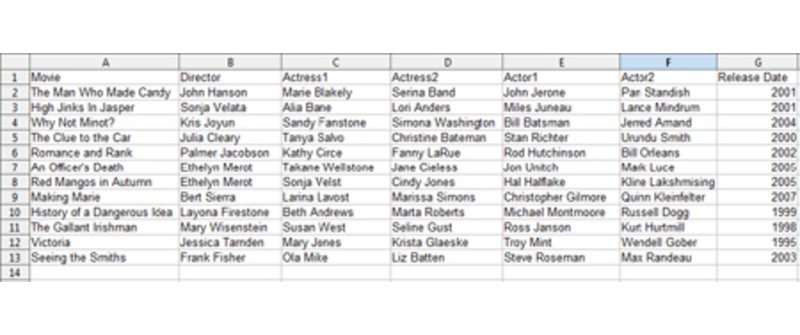 A B C D E F G
1 Movie Director Actress1 Actress2 Actor1 Actor2 Release Date
2 The Man Who Made Candy John Hanson Marie Blakely Serina Band John Jerone Pan Standish 2001
3 High Jinks In Jasper Sonja Velata Alia Bane Lori Anders Miles Juneau Lance Mindrum 2001
4 Why Not Minot? Kris Joyun Sandy Fanstone Simona Washington Bill Batsman Jerred Amand 2004
5 The Clue to the Car Julia Cleary Tanya Salvo Christine Bateman Stan Richter Urundu Smith 2000
6 Romance and Rank Palmer Jacobson Kathy Circe Fanny LaRue Rod Hutchinson Bill Orleans 2002
7 An Officer's Death Ethelyn Merot Takane Wellstone Jane Cieless Jon Unitch Mark Luce 2005
8 Red Mangos in Autumn Ethelyn Merot Sonja Velst Cindy Jones Hal Halflake Kline Lakshmising 2005
9 Making Marie Bert Sierra Larina Lavost Marissa Simons Christopher Gilmore Quinn Kleinfelter 2007
10 History of a Dangerous Idea Layona Firestone Beth Andrews Marta Roberts Michael Montmoore Russell Dogg 1999
11 The Gallant Irishman Mary Wisenstein Susan West Seline Gust Ross Janson Kurt Hurtmill 1998
12 Victoria Jessica Tamden Mary Jones Krista Glaeske Troy Mint Wendell Gober 1995
13 Seeing the Smiths Frank Fisher Ola Mike Liz Batten Steve Roseman Max Randeau 2003
14